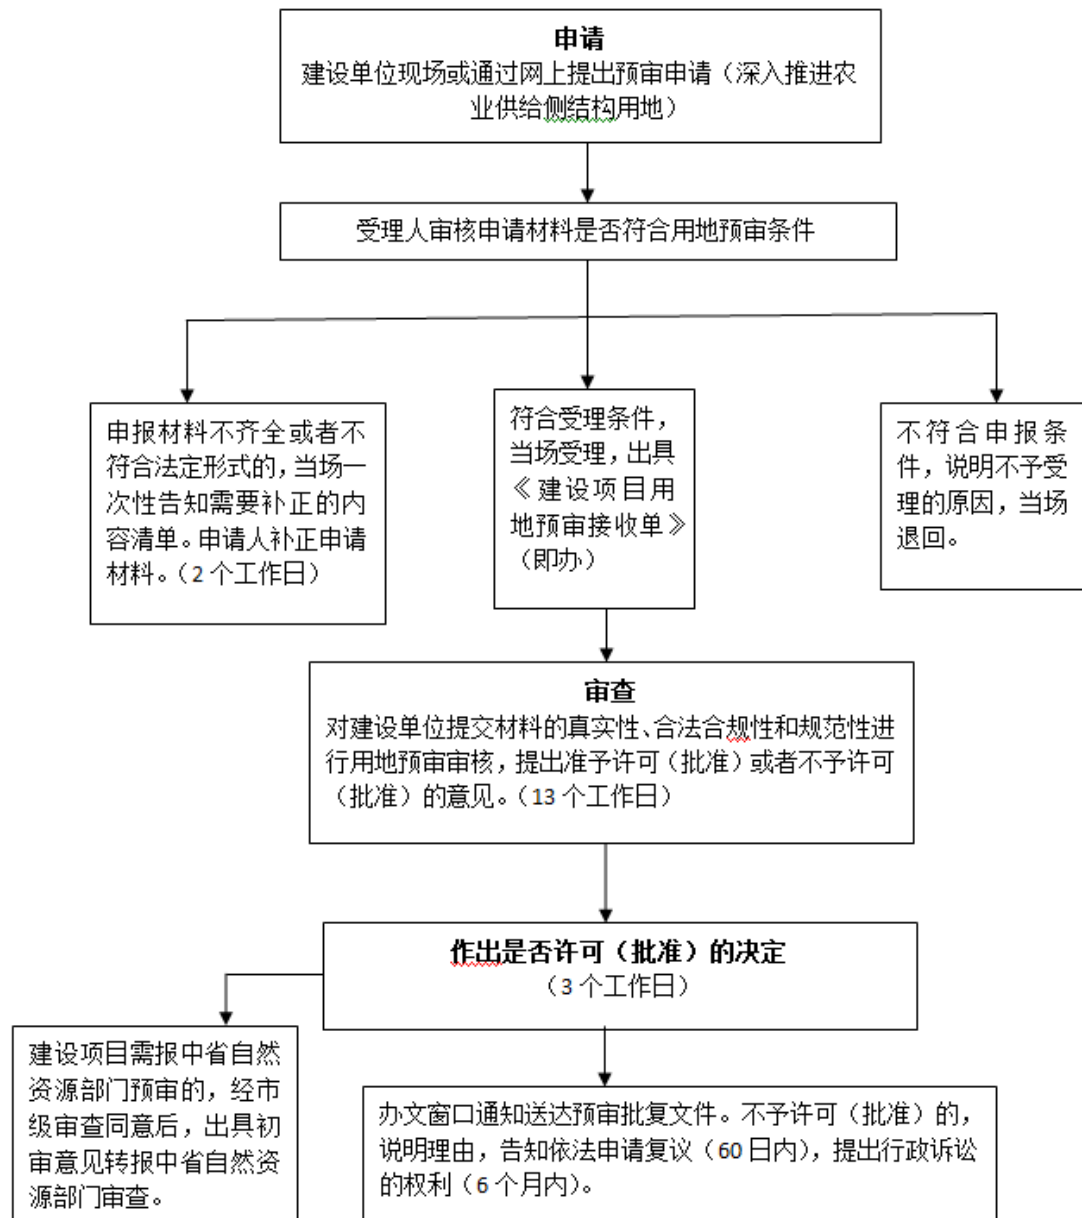 申请
建设单位现场或通过网上提出预审申请（深入推进农
业供给侧结构用地）
受理人审核申请材料是否符合用地预审条件
申报材料不齐全或者不
符合法定形式的，当场一
次性告知需要补正的内
容清单。申请人补正申请
材料。（2 个工作日）
符合受理条件，
当场受理，出具
《建设项目用
地预审接收单》
（即办）
不符合申报条
件，说明不予受
理的原因，当场
退回。
审查
对建设单位提交材料的真实性、合法合规性和规范性进
行用地预审审核，提出准予许可（批准）或者不予许可
（批准）的意见。（13 个工作日）
作出是否许可（批准）的决定
（3 个工作日）
建设项目需报中省自然
资源部门预审的，经市
级审查同意后，出具初
审意见转报中省自然资
源部门审查。
办文窗口通知送达预审批复文件。不予许可（批准）的，
说明理由，告知依法申请复议（60 日内），提出行政诉讼
的权利（6 个月内）。